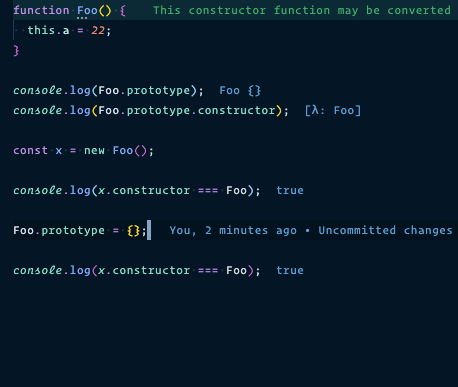 function Foo() {    This constructor function may be converted
  this.a = 22;
}
console.log(Foo.prototype);  Foo {}
console.log(Foo.prototype.constructor);  [λ: Foo]
const x = new Foo();
console.log(x.constructor === Foo);  true
Foo.prototype = {};   You, 2 minutes ago • Uncommitted changes
console.log(x.constructor === Foo);  true